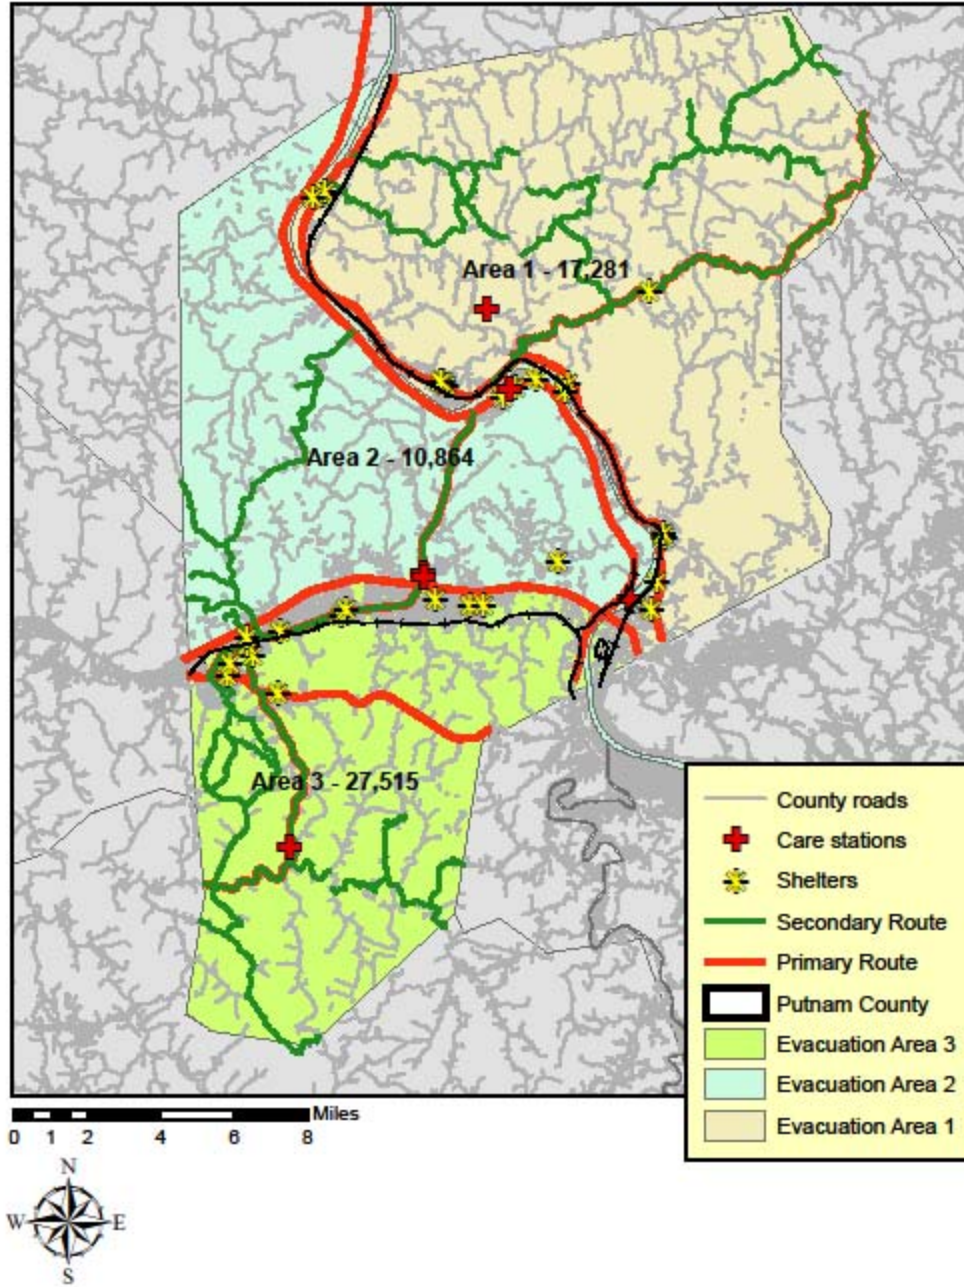 Area 1 - 17,281
Area 2 - 10,864
Area 3 - 27,515
County roads
Care stations
Shelters
Secondary Route
Primary Route
Putnam County
Evacuation Area 3
Evacuation Area 2
Evacuation Area 1
Miles
0 1 2 4 6 8
N
W E
S